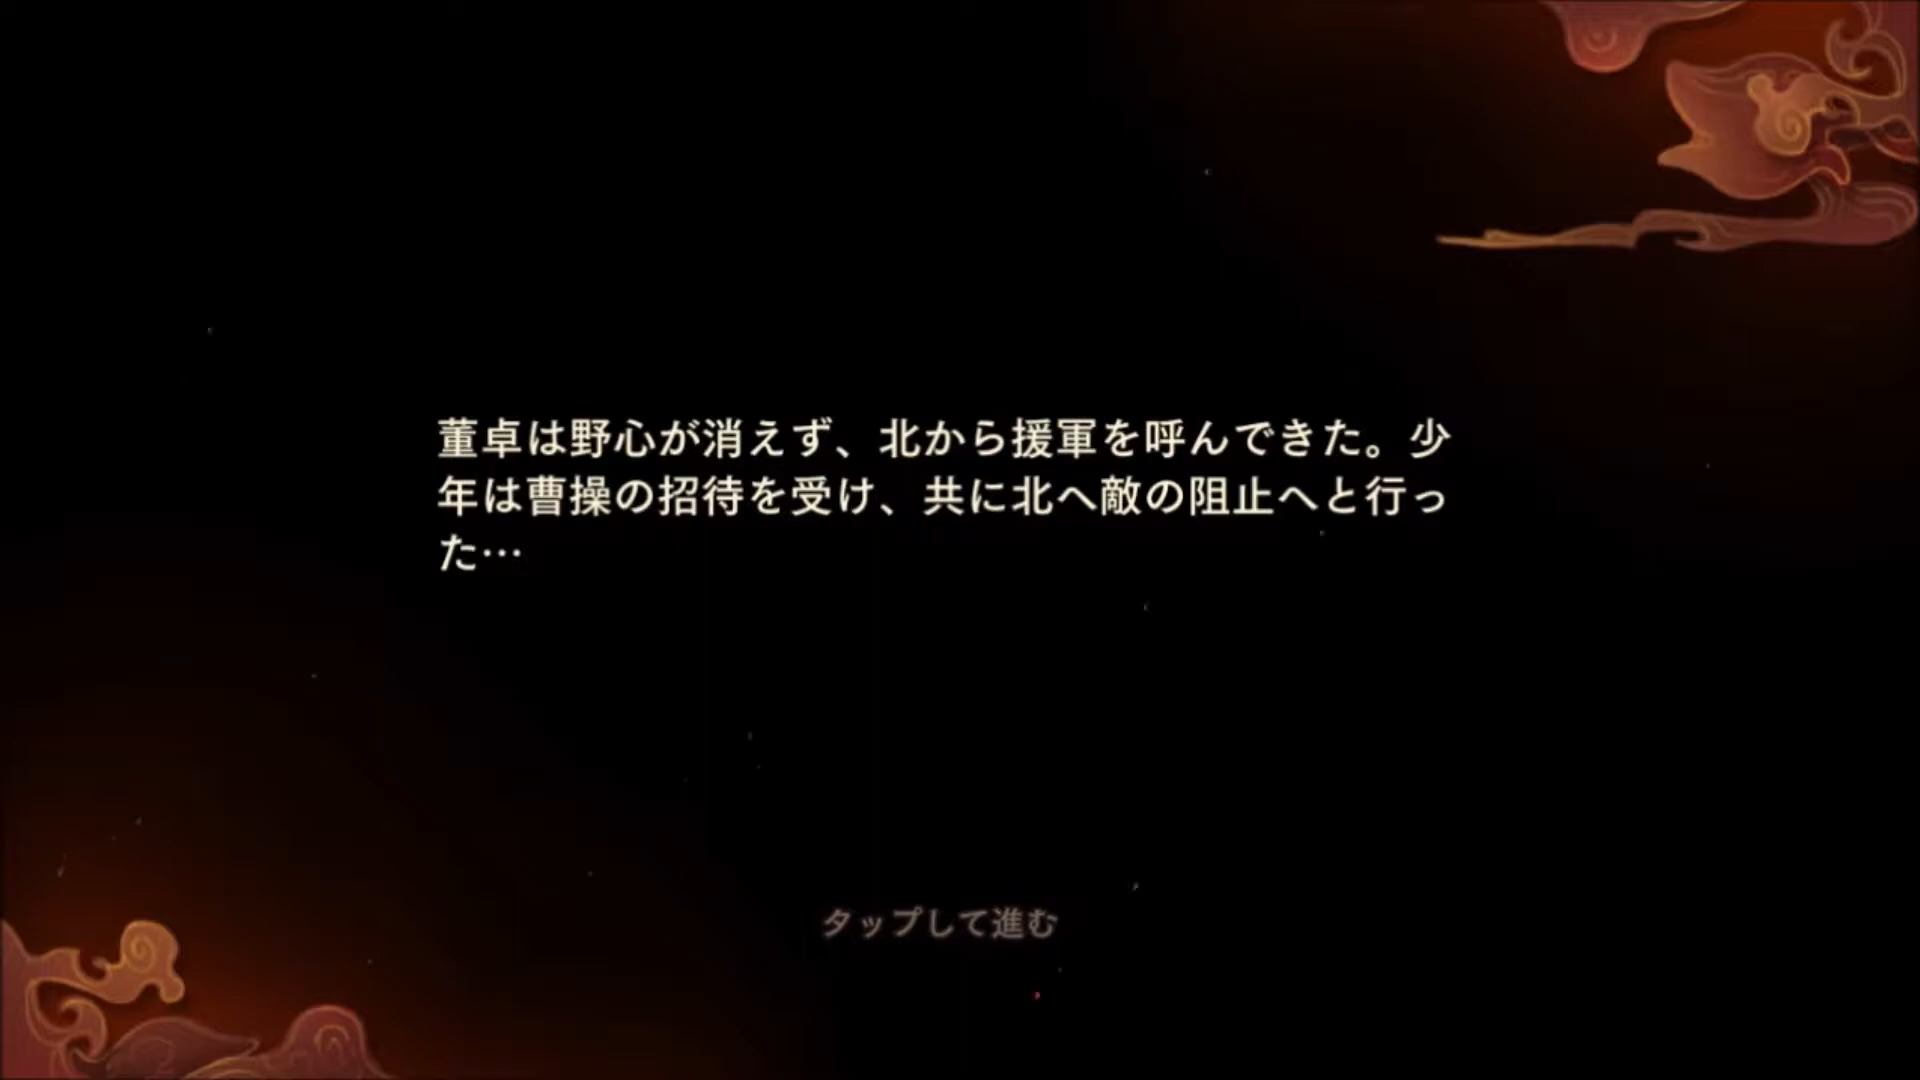 董卓は野心が消えず、北から援軍を呼んできた。少
年は曹操の招待を受け、共に北へ敵の阻止へと行っ
た…
タップして進む